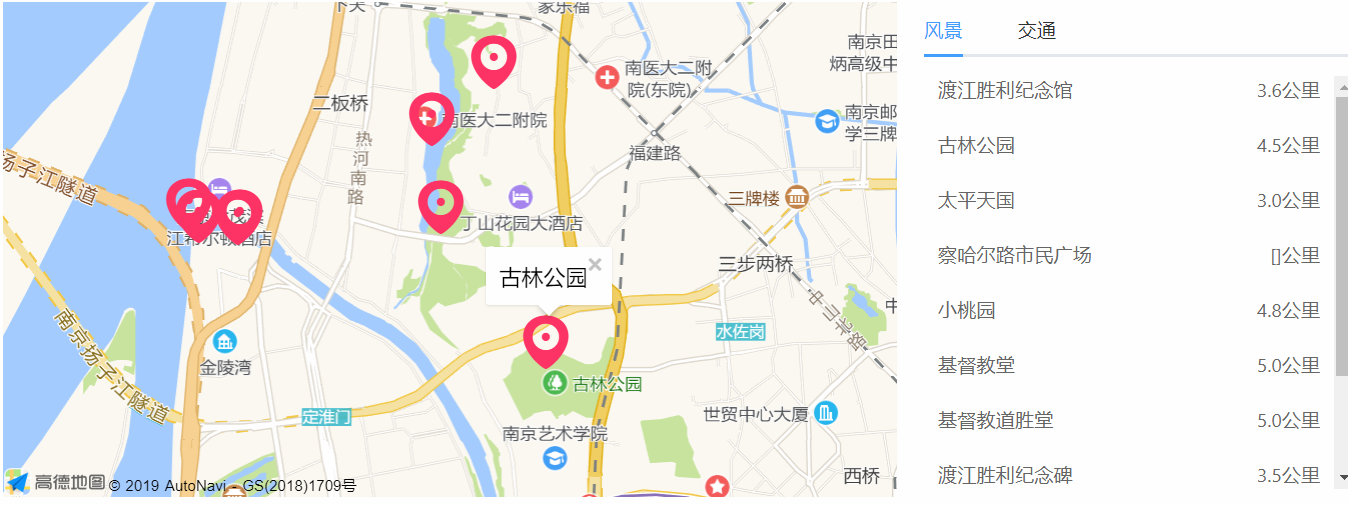 下关
家乐福
南京田
炳高级中
南医大二附
院(东院)
二板桥
南医大二附院
南京邮
学三牌
热河南路
福建路
扬子江隧道
三牌楼
丁山花园大酒店
江希尔顿酒店
古林公园
三步两桥
中山北路
南京扬子江隧道
水佐岗
金陵湾
古林公园
定淮门
世贸中心大厦
南京艺术学院
西桥
高德地图 © 2019 AutoNavi - GS(2018)1709号
风景 交通
渡江胜利纪念馆 3.6公里
古林公园 4.5公里
太平天国 3.0公里
察哈尔路市民广场 []公里
小桃园 4.8公里
基督教堂 5.0公里
基督教道胜堂 5.0公里
渡江胜利纪念碑 3.5公里